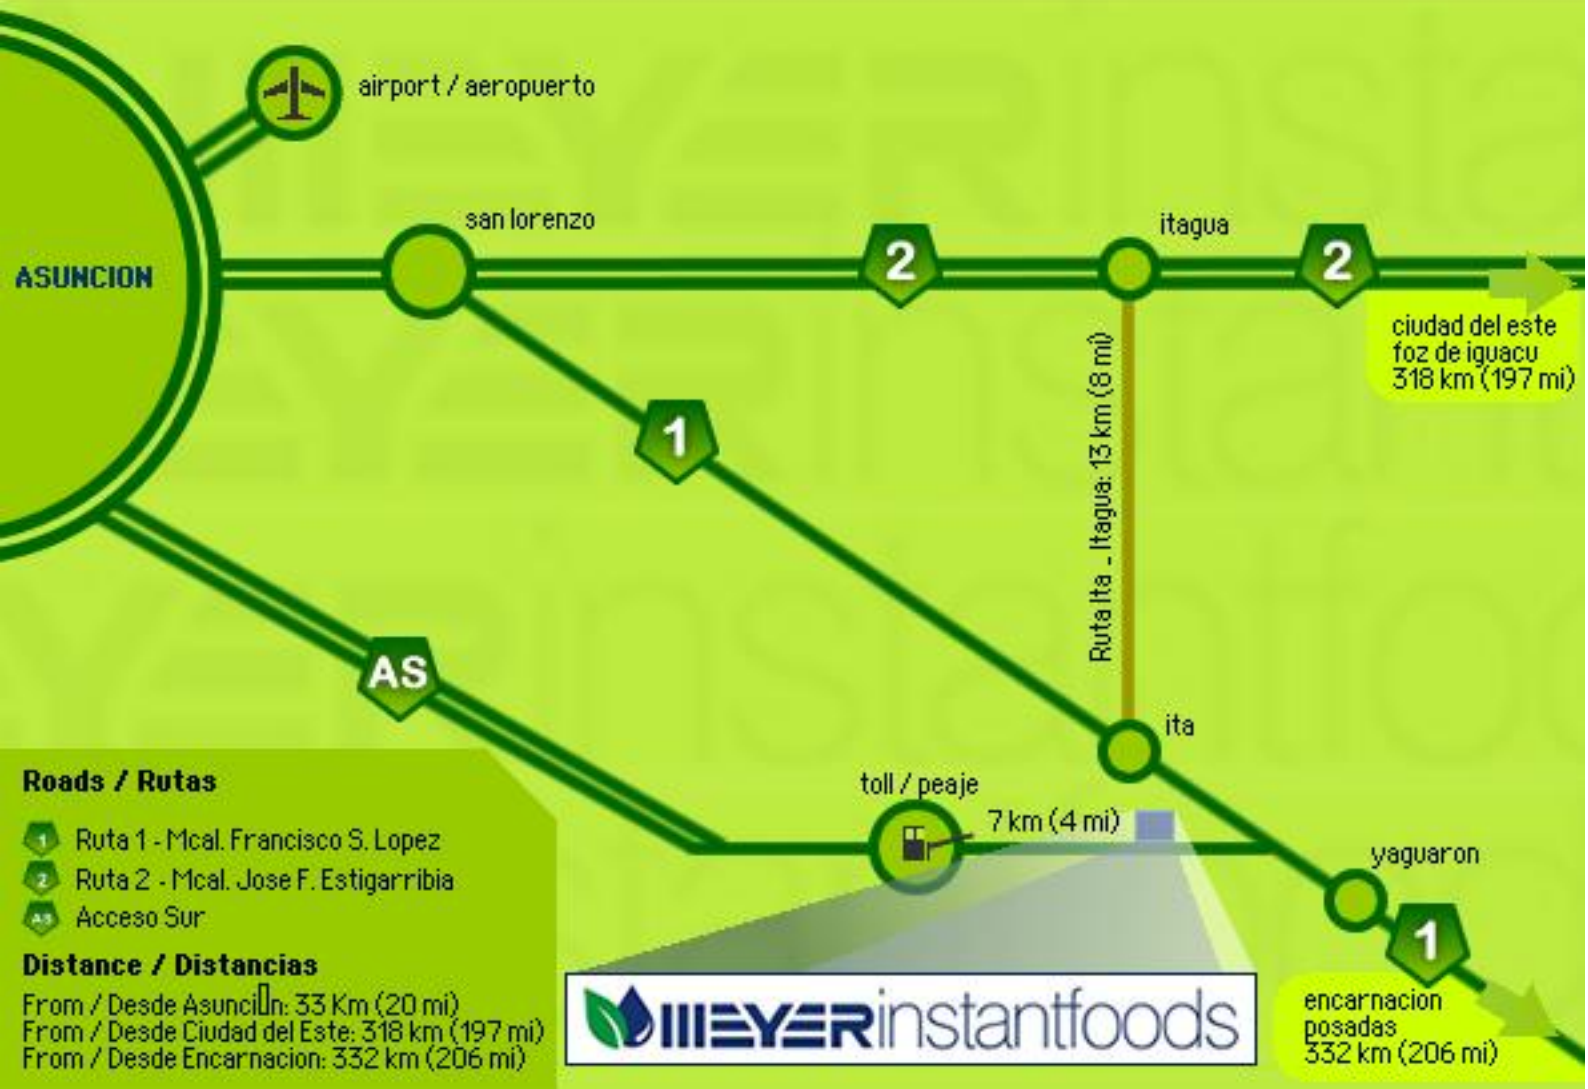 airport / aeropuerto
san lorenzo
itagua
ASUNCION
2
2
ciudad del este
foz de iguacu
318 km (197 mi)
1
Ruta Ita - Itagua: 13 km (8 mi)
AS
ita
toll / peaje
7 km (4 mi)
yaguaron
1
Roads / Rutas
1 Ruta 1 - Mcal. Francisco S. Lopez
2 Ruta 2 - Mcal. Jose F. Estigarribia
AS Acceso Sur
Distance / Distancias
From / Desde Asunci▯n: 33 Km (20 mi)
From / Desde Ciudad del Este: 318 km (197 mi)
From / Desde Encarnacion: 332 km (206 mi)
MEYERinstantfoods
encarnacion
posadas
332 km (206 mi)